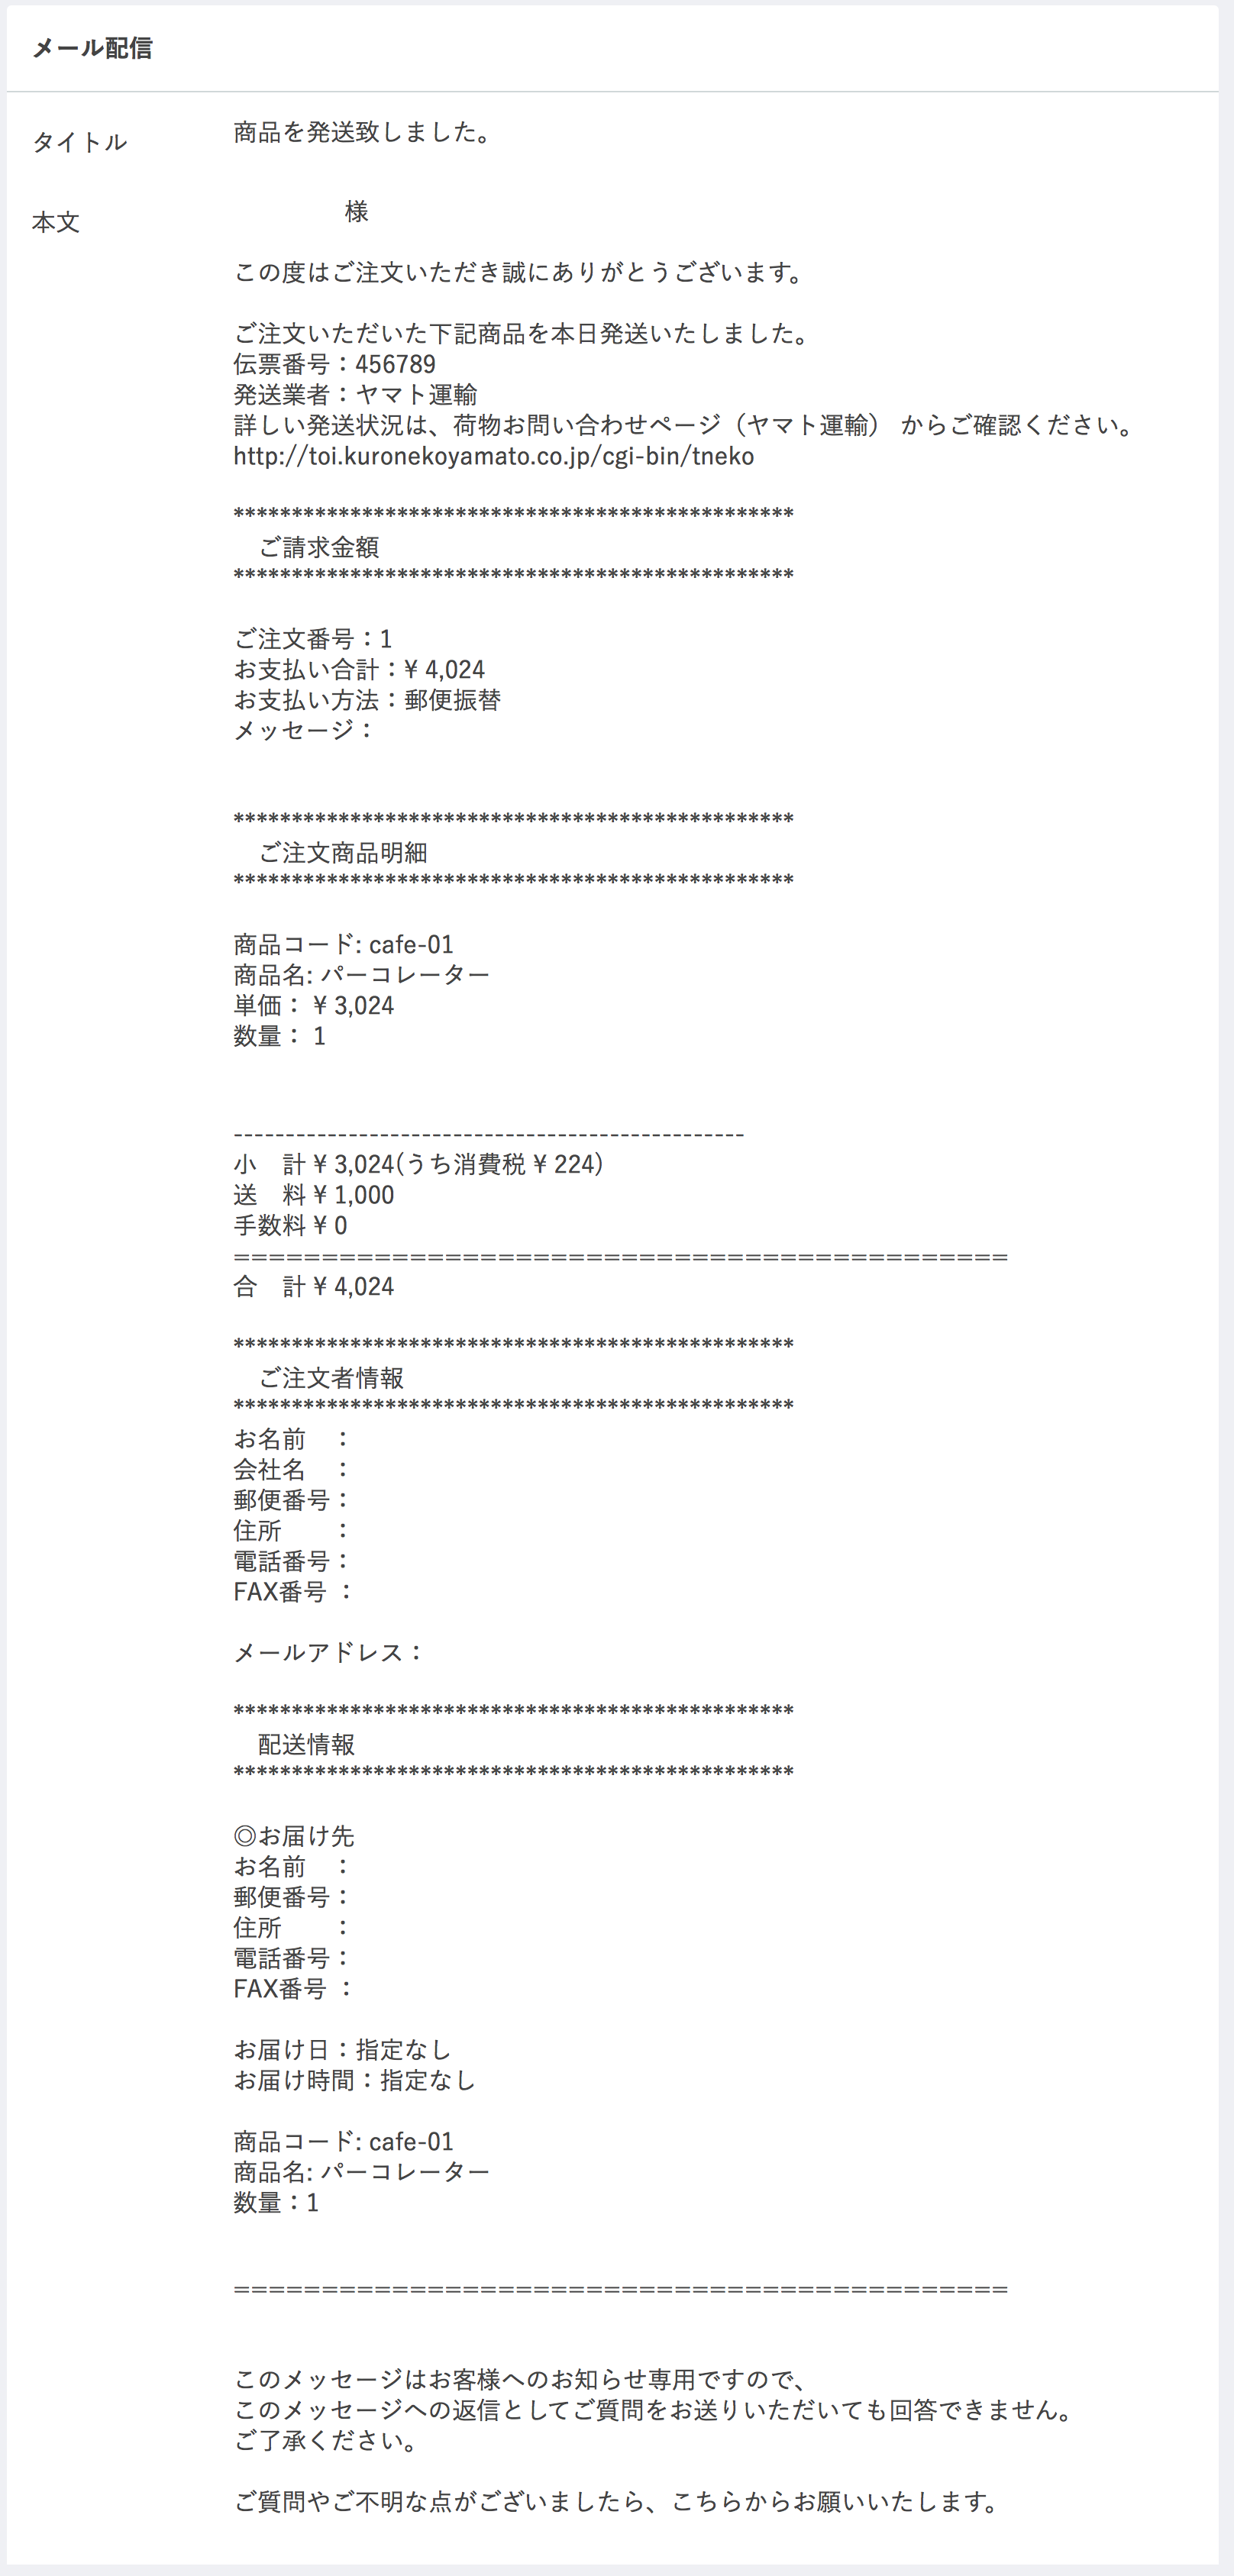 メール配信
タイトル
商品を発送致しました。
本文
様
この度はご注文いただき誠にありがとうございます。
ご注文いただいた下記商品を本日発送いたしました。
伝票番号：456789
発送業者：ヤマト運輸
詳しい発送状況は、荷物お問い合わせページ（ヤマト運輸） からご確認ください。
http://toi.kuronekoyamato.co.jp/cgi-bin/tneko
************************************************
　ご請求金額
************************************************
ご注文番号：1
お支払い合計：¥ 4,024
お支払い方法：郵便振替
メッセージ：
************************************************
　ご注文商品明細
************************************************
商品コード: cafe-01
商品名: パーコレーター
単価： ¥ 3,024
数量： 1
-------------------------------------------------
小　計 ¥ 3,024(うち消費税 ¥ 224)
送　料 ¥ 1,000
手数料 ¥ 0
============================================
合　計 ¥ 4,024
************************************************
　ご注文者情報
************************************************
お名前　：
会社名　：
郵便番号：
住所　　：
電話番号：
FAX番号 ：
メールアドレス：
************************************************
　配送情報
************************************************
◎お届け先
お名前　：
郵便番号：
住所　　：
電話番号：
FAX番号 ：
お届け日：指定なし
お届け時間：指定なし
商品コード: cafe-01
商品名: パーコレーター
数量：1
============================================
このメッセージはお客様へのお知らせ専用ですので、
このメッセージへの返信としてご質問をお送りいただいても回答できません。
ご了承ください。
ご質問やご不明な点がございましたら、こちらからお願いいたします。